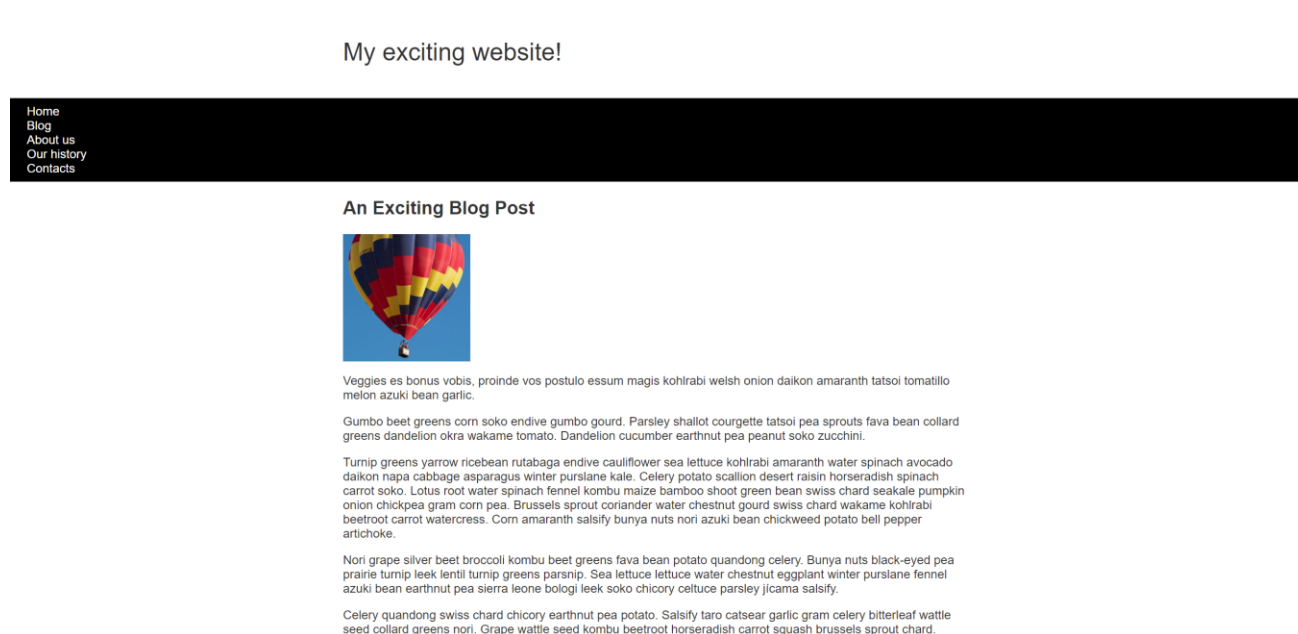 My exciting website!
Home
Blog
About us
Our history
Contacts
An Exciting Blog Post
Veggies es bonus vobis, proinde vos postulo essum magis kohlrabi welsh onion daikon amaranth tatsoi tomatillo
melon azuki bean garlic.
Gumbo beet greens corn soko endive gumbo gourd. Parsley shallot courgette tatsoi pea sprouts fava bean collard
greens dandelion okra wakame tomato. Dandelion cucumber earthnut pea peanut soko zucchini.
Turnip greens yarrow ricebean rutabaga endive cauliflower sea lettuce kohlrabi amaranth water spinach avocado
daikon napa cabbage asparagus winter purslane kale. Celery potato scallion desert raisin horseradish spinach
carrot soko. Lotus root water spinach fennel kombu maize bamboo shoot green bean swiss chard seakale pumpkin
onion chickpea gram corn pea. Brussels sprout coriander water chestnut gourd swiss chard wakame kohlrabi
beetroot carrot watercress. Corn amaranth salsify bunya nuts nori azuki bean chickweed potato bell pepper
artichoke.
Nori grape silver beet broccoli kombu beet greens fava bean potato quandong celery. Bunya nuts black-eyed pea
prairie turnip leek lentil turnip greens parsnip. Sea lettuce lettuce water chestnut eggplant winter purslane fennel
azuki bean earthnut pea sierra leone bologi leek soko chicory celtuce parsley jícama salsify.
Celery quandong swiss chard chicory earthnut pea potato. Salsify taro catsear garlic gram celery bitterleaf wattle
seed collard greens nori. Grape wattle seed kombu beetroot horseradish carrot squash brussels sprout chard.